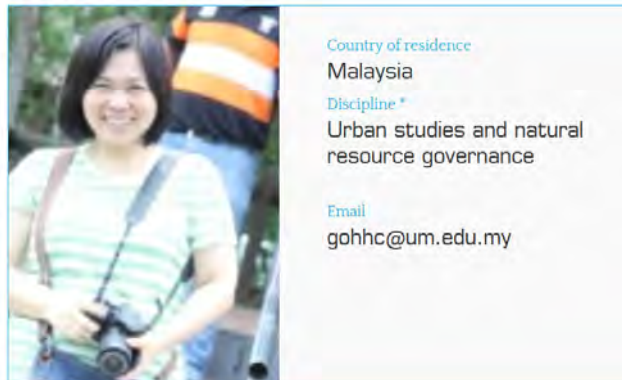 Country of residence
Malaysia
Discipline *
Urban studies and natural
resource governance
Email
gohhc@um.edu.my